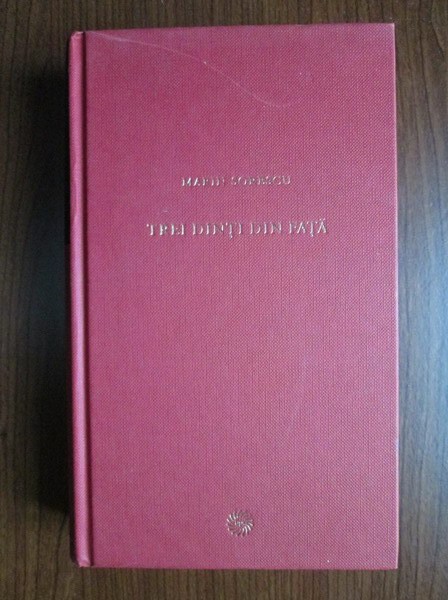 MARIN SORESCU
TREI DINȚI DIN FAȚĂ